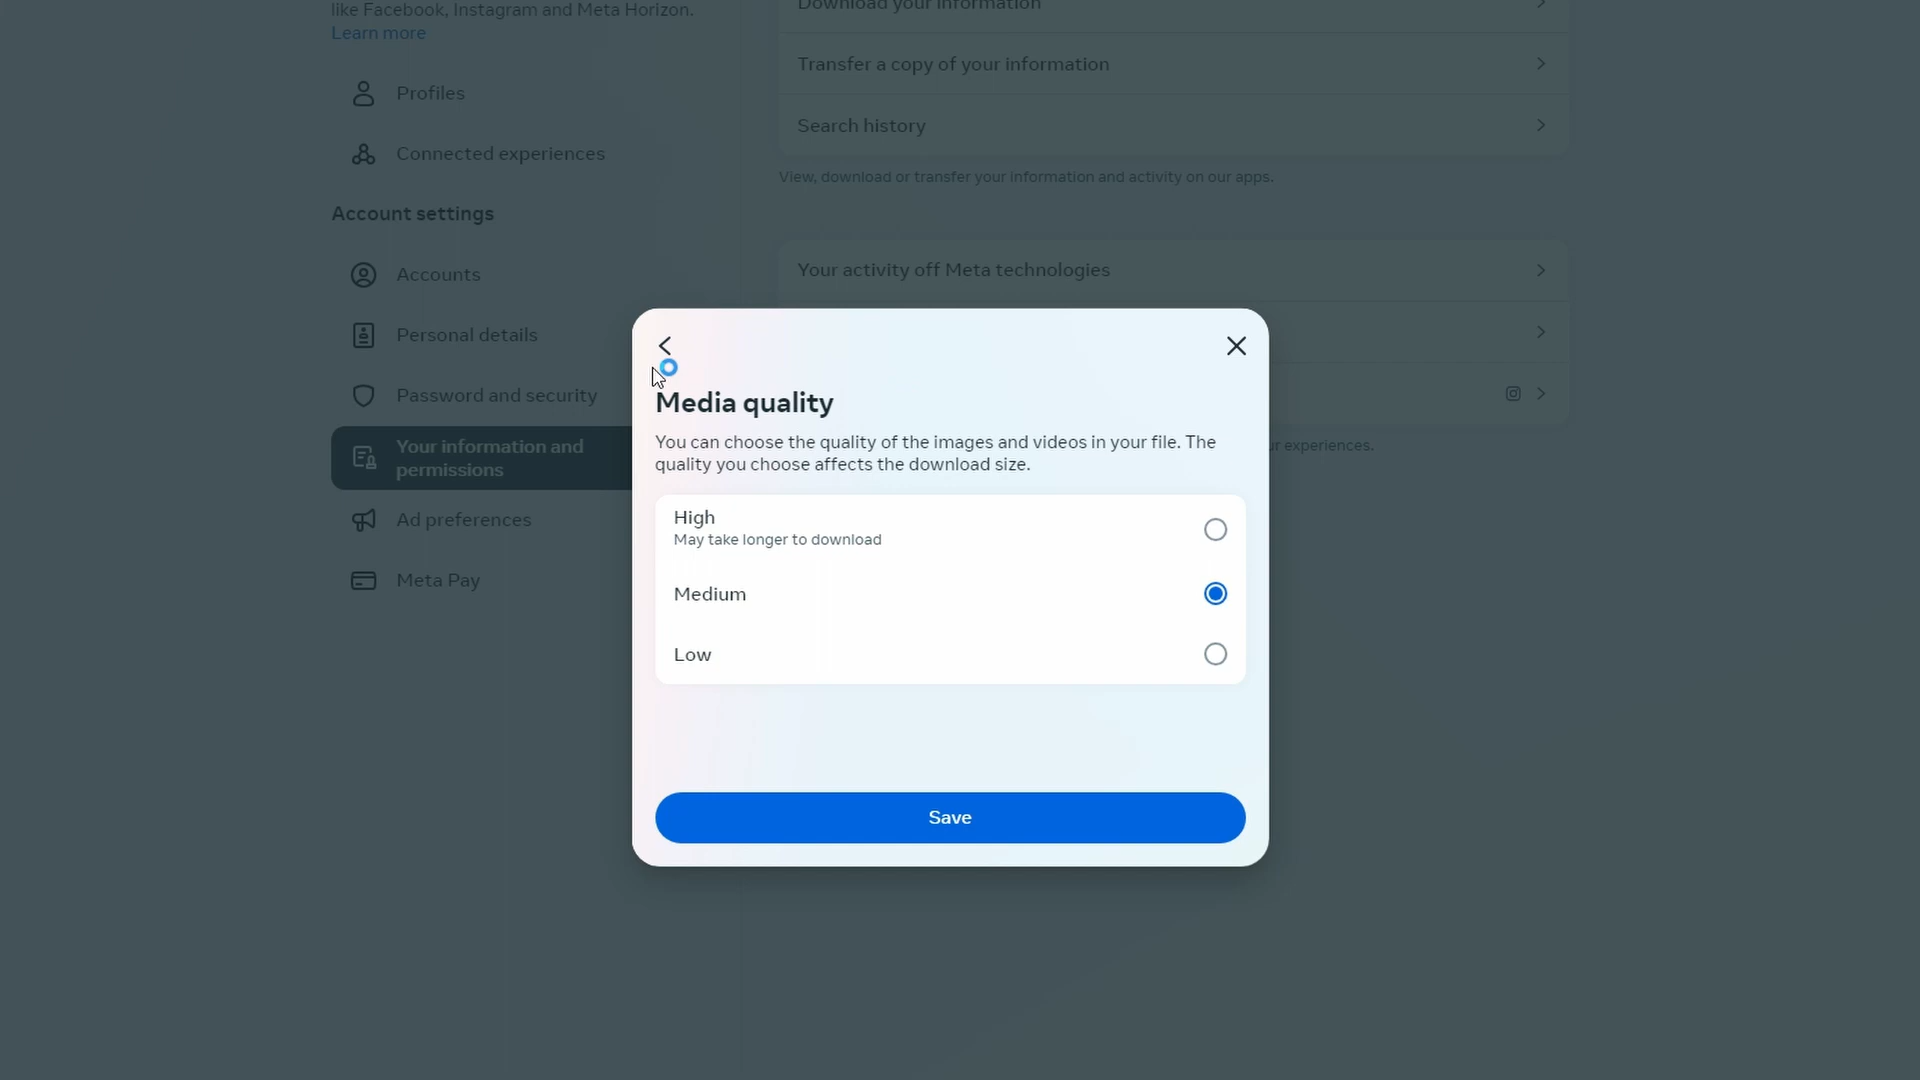 like Facebook, Instagram and Meta Horizon.
Learn more
Profiles
Connected experiences
Account settings
Accounts
Personal details
Password and security
Your information and
permissions
Ad preferences
Meta Pay
Download your information
Transfer a copy of your information
Search history
View, download or transfer your information and activity on our apps.
Your activity off Meta technologies
experiences.
Media quality
You can choose the quality of the images and videos in your file. The
quality you choose affects the download size.
High
May take longer to download
Medium
Low
Save